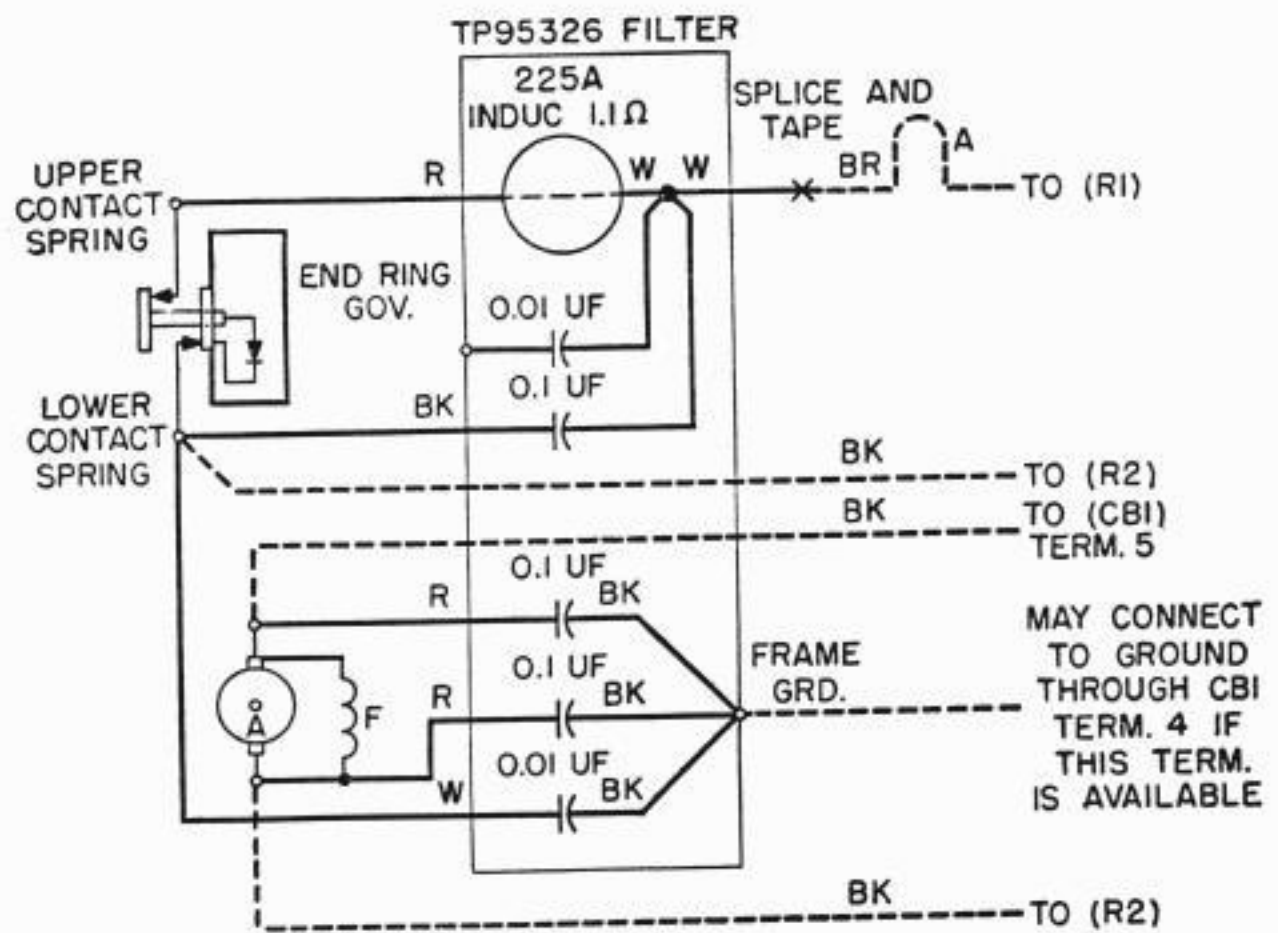 TP95326 FILTER
225A
INDUC 1.1Ω
SPLICE AND
TAPE
UPPER
CONTACT
SPRING
R
W W
BR
A
TO (R1)
END RING
GOV.
0.01 UF
0.1 UF
LOWER
CONTACT
SPRING
BK
BK
TO (R2)
BK
TO (CB1)
TERM. 5
0.1 UF
R
BK
0.1 UF
R
BK
A
F
0.01 UF
W
BK
FRAME
GRD.
MAY CONNECT
TO GROUND
THROUGH CB1
TERM. 4 IF
THIS TERM.
IS AVAILABLE
BK
TO (R2)